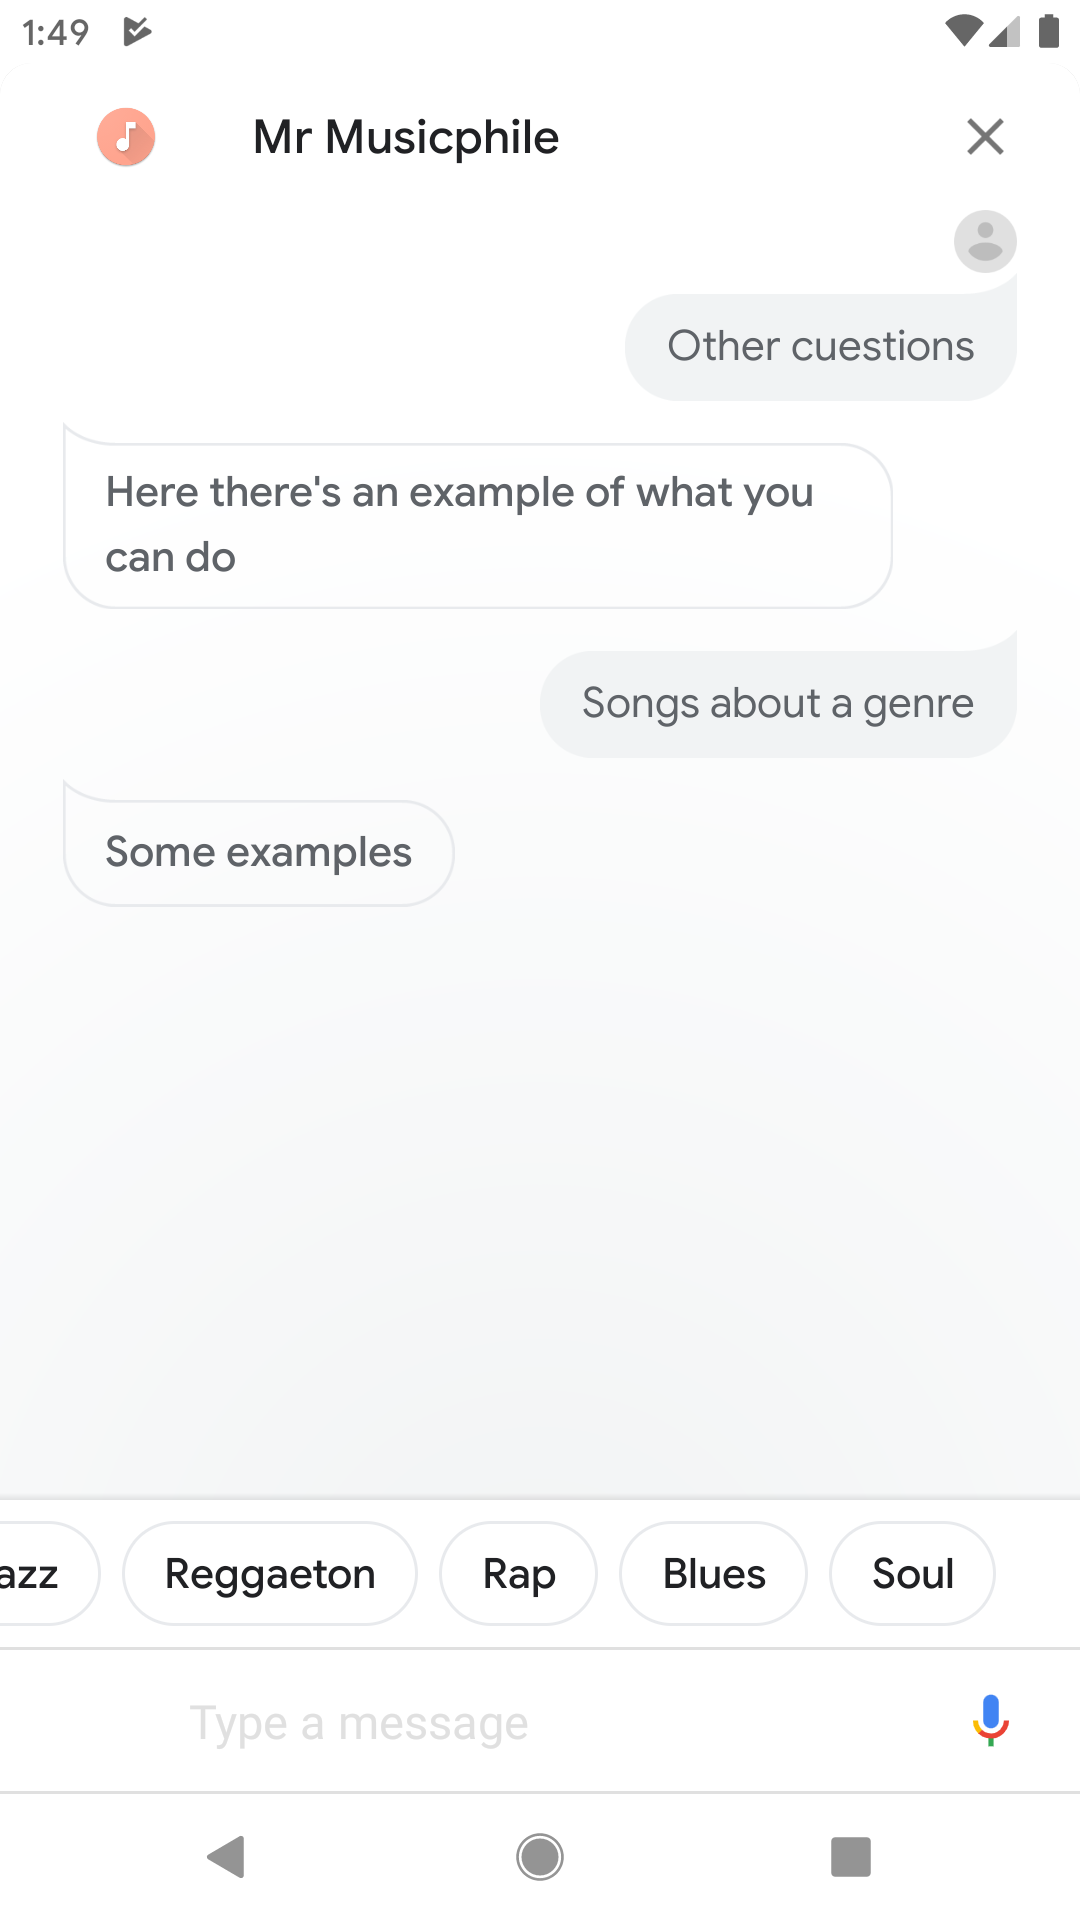 1:49
Mr Musicphile
Other cuestions
Here there's an example of what you
can do
Songs about a genre
Some examples
azz
Reggaeton
Rap
Blues
Soul
Type a message